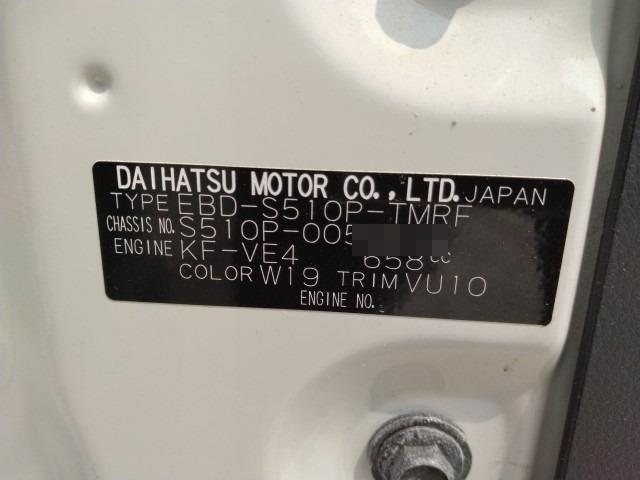 DAIHATSU MOTOR CO., LTD. JAPAN
TYPE EBD-S510P-TMRF
CHASSIS NO. S510P-005
ENGINE KF-VE4 658cc
COLOR W19 TRIM VU10
ENGINE NO.